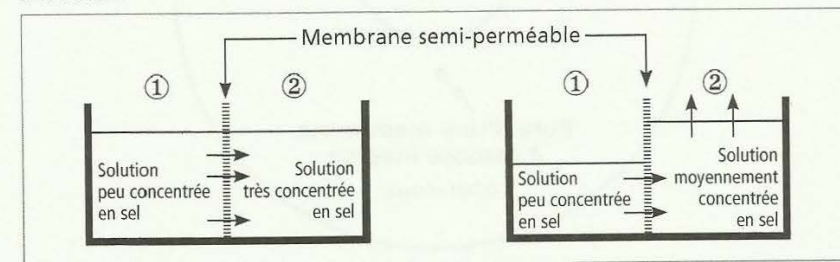 Membrane semi-perméable
① ② ① ②
Solution
peu concentrée
en sel
Solution
très concentrée
en sel
Solution
peu concentrée
en sel
Solution
moyennement
concentrée
en sel